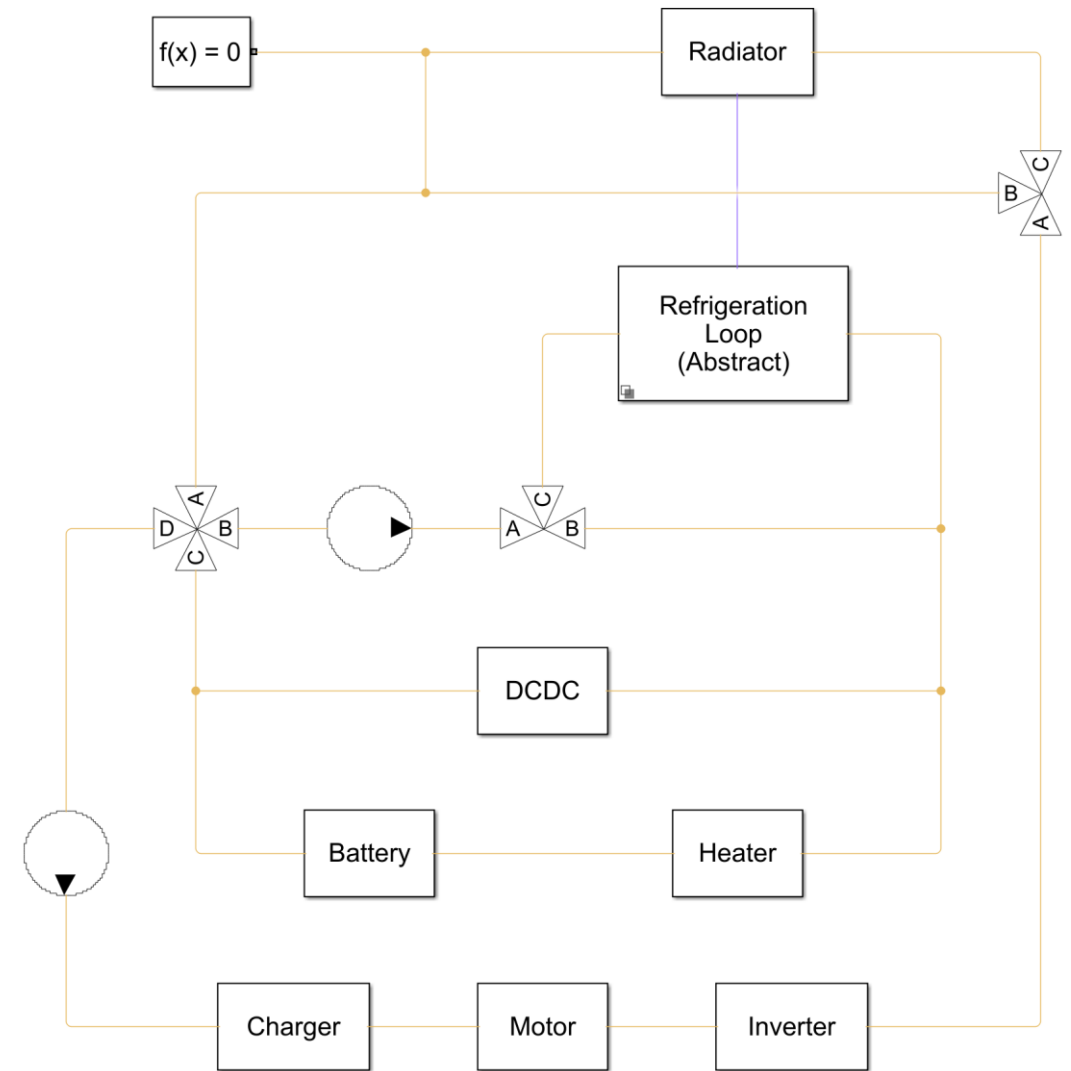 f(x) = 0
Radiator
C
B
A
Refrigeration
Loop
(Abstract)
A
D
B
C
C
A
B
DCDC
Battery
Heater
Charger
Motor
Inverter